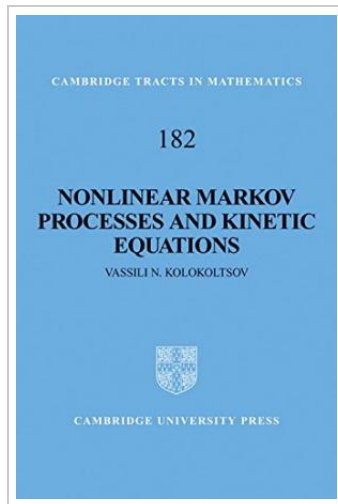 CAMBRIDGE TRACTS IN MATHEMATICS
182
NONLINEAR MARKOV
PROCESSES AND KINETIC
EQUATIONS
VASSILI N. KOLOKOLTSOV
CAMBRIDGE UNIVERSITY PRESS